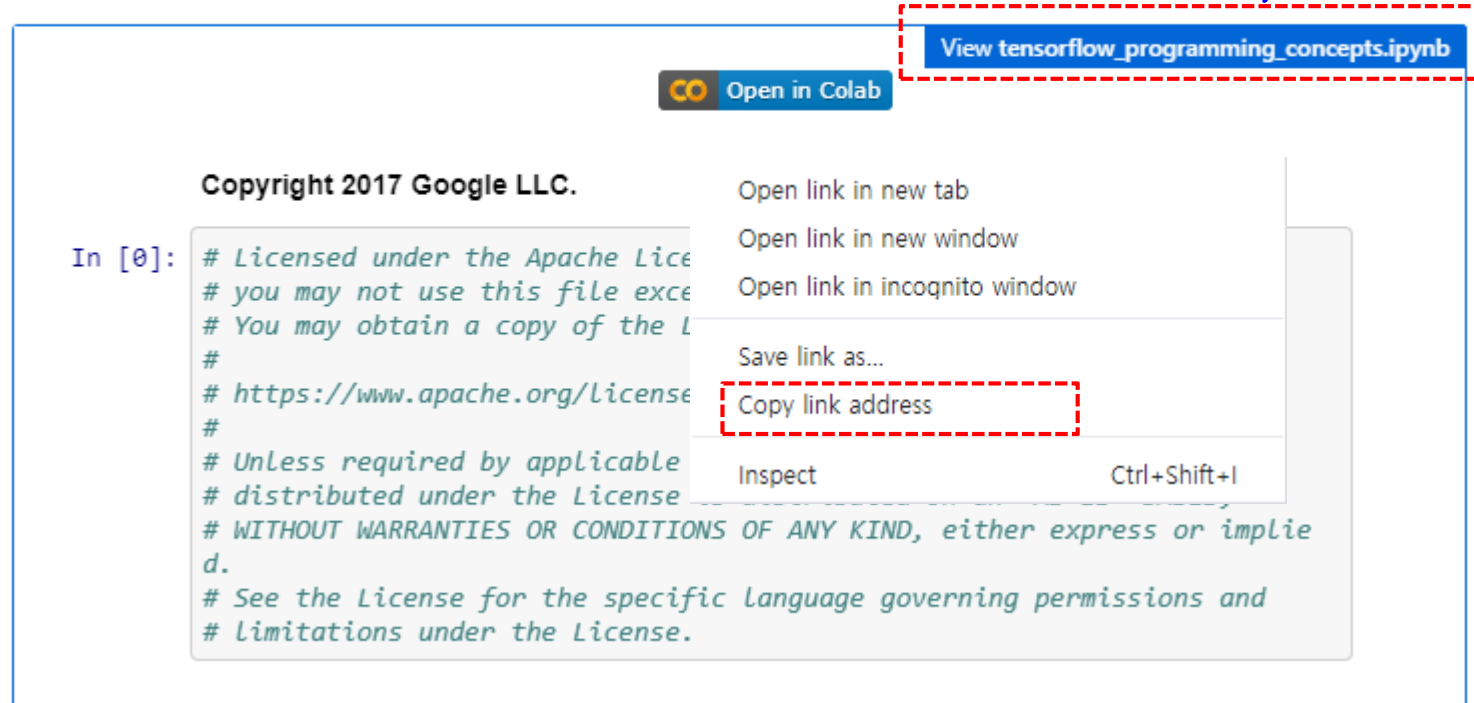 View tensorflow_programming_concepts.ipynb
CO Open in Colab
Copyright 2017 Google LLC.
Open link in new tab
Open link in new window
Open link in incognito window
Save link as...
Copy link address
Inspect Ctrl+Shift+I
In [0]: # Licensed under the Apache Lice
# you may not use this file exce
# You may obtain a copy of the L
#
# https://www.apache.org/license
#
# Unless required by applicable
# distributed under the License
# WITHOUT WARRANTIES OR CONDITIONS OF ANY KIND, either express or implie
d.
# See the License for the specific language governing permissions and
# limitations under the License.